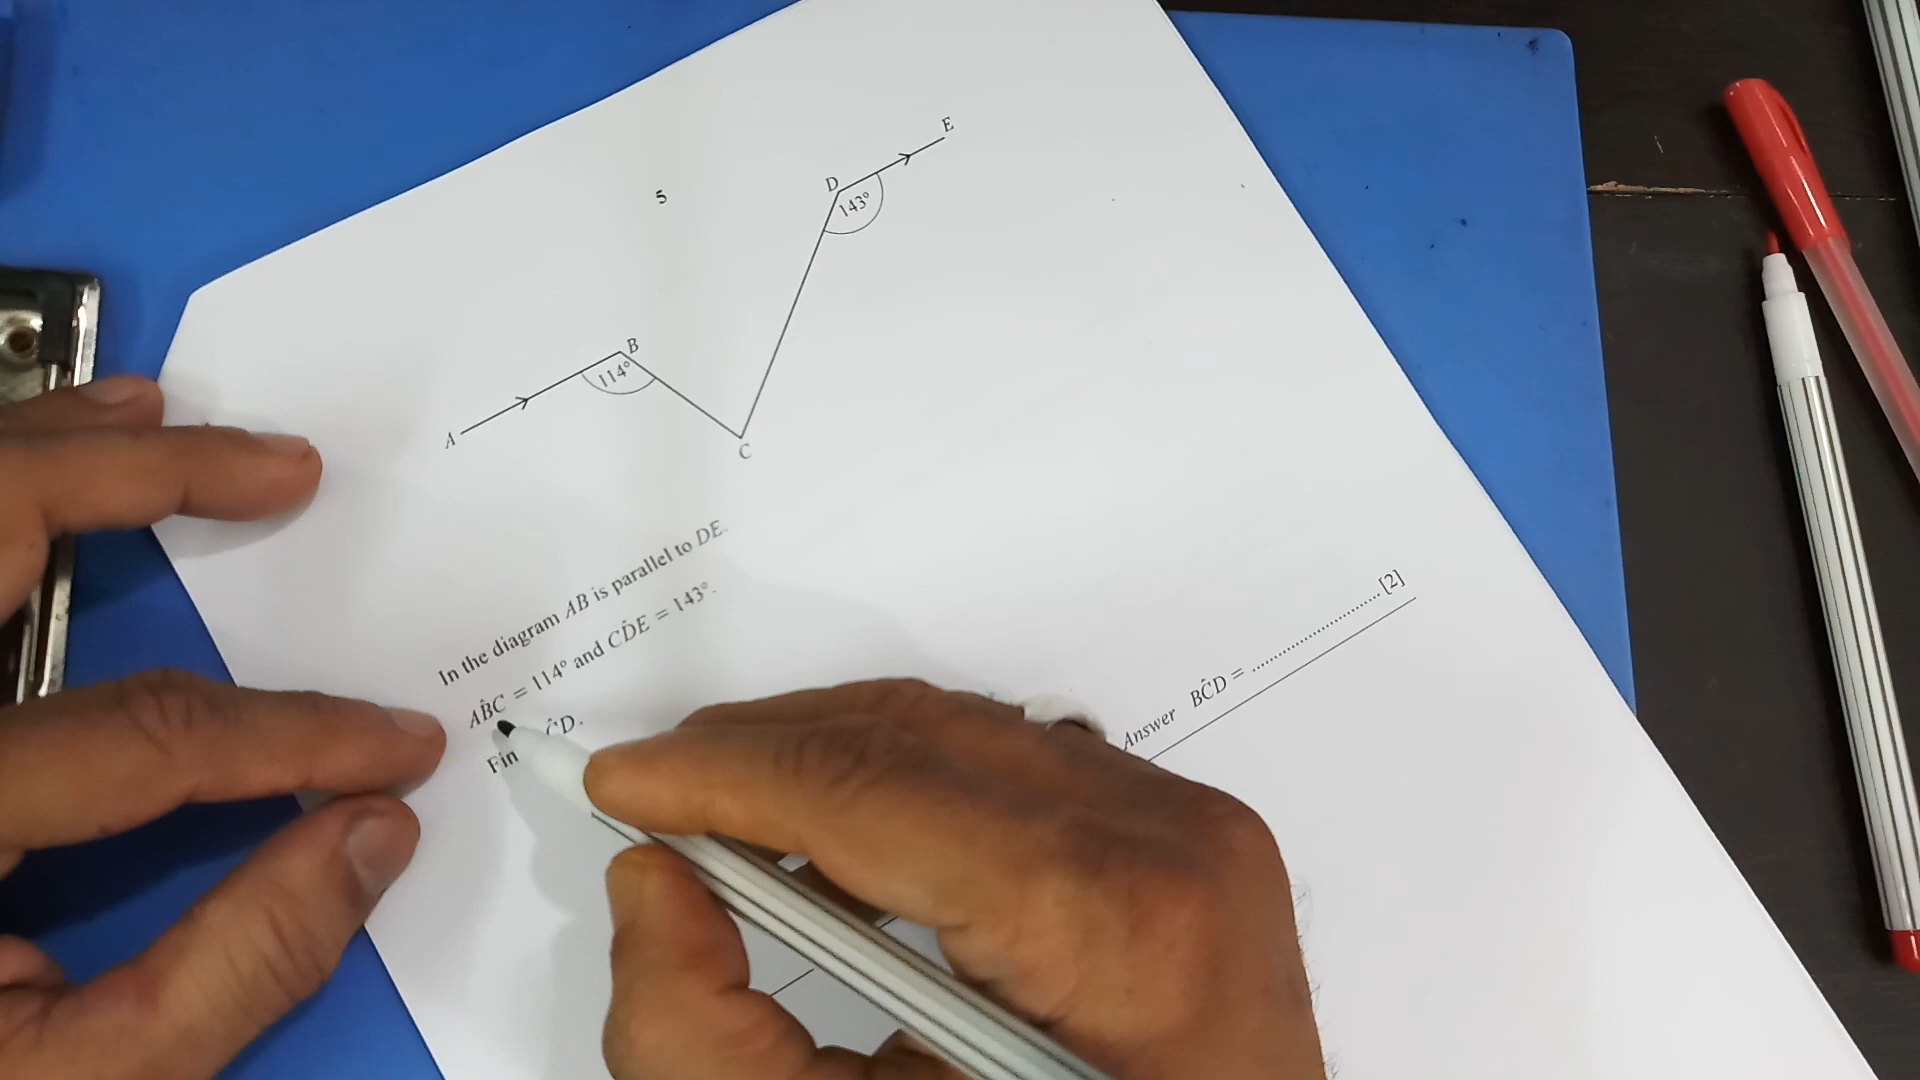 5
E
D
143°
B
114°
A
C
In the diagram AB is parallel to DE.
AB̂C = 114° and CD̂E = 143°.
ĈD.
Answer BĈD = .............................. [2]